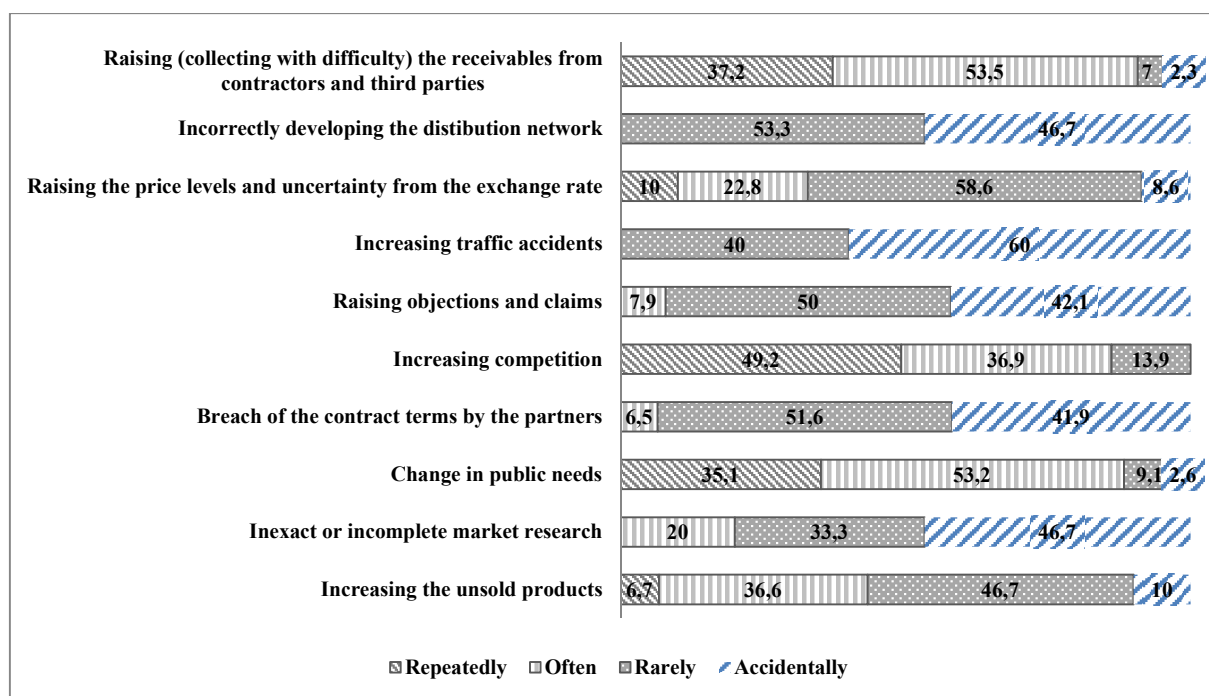 Raising (collecting with difficulty) the receivables from
contractors and third parties
37,2 53,5 7 2,3
Incorrectly developing the distibution network
53,3 46,7
Raising the price levels and uncertainty from the exchange rate
10 22,8 58,6 8,6
Increasing traffic accidents
40 60
Raising objections and claims
7,9 50 42,1
Increasing competition
49,2 36,9 13,9
Breach of the contract terms by the partners
6,5 51,6 41,9
Change in public needs
35,1 53,2 9,1 2,6
Inexact or incomplete market research
20 33,3 46,7
Increasing the unsold products
6,7 36,6 46,7 10
Repeatedly Often Rarely Accidentally